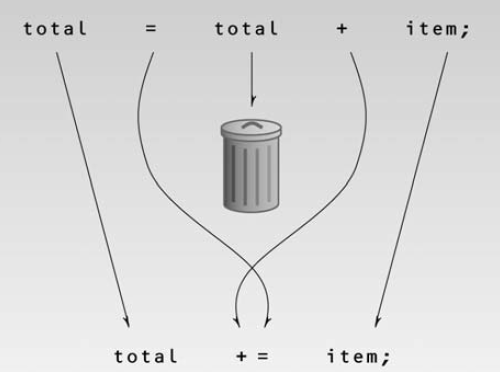 total = total + item;
total += item;